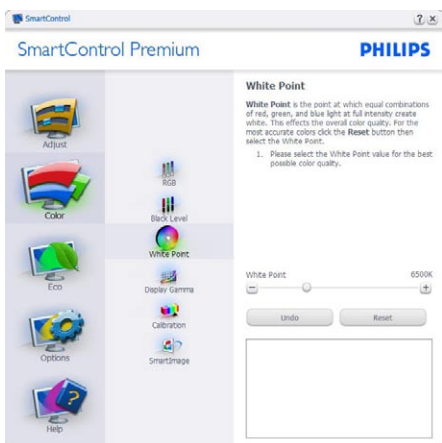 SmartControl
? x
SmartControl Premium
PHILIPS
Adjust
Color
Eco
Options
Help
RGB
Black Level
White Point
Display Gamma
Calibration
SmartImage
White Point
White Point is the point at which equal combinations
of red, green, and blue light at full intensity create
white. This effects the overall color quality. For the
most accurate colors click the Reset button then
select the White Point.
1. Please select the White Point value for the best
possible color quality.
White Point 6500K
Undo
Reset